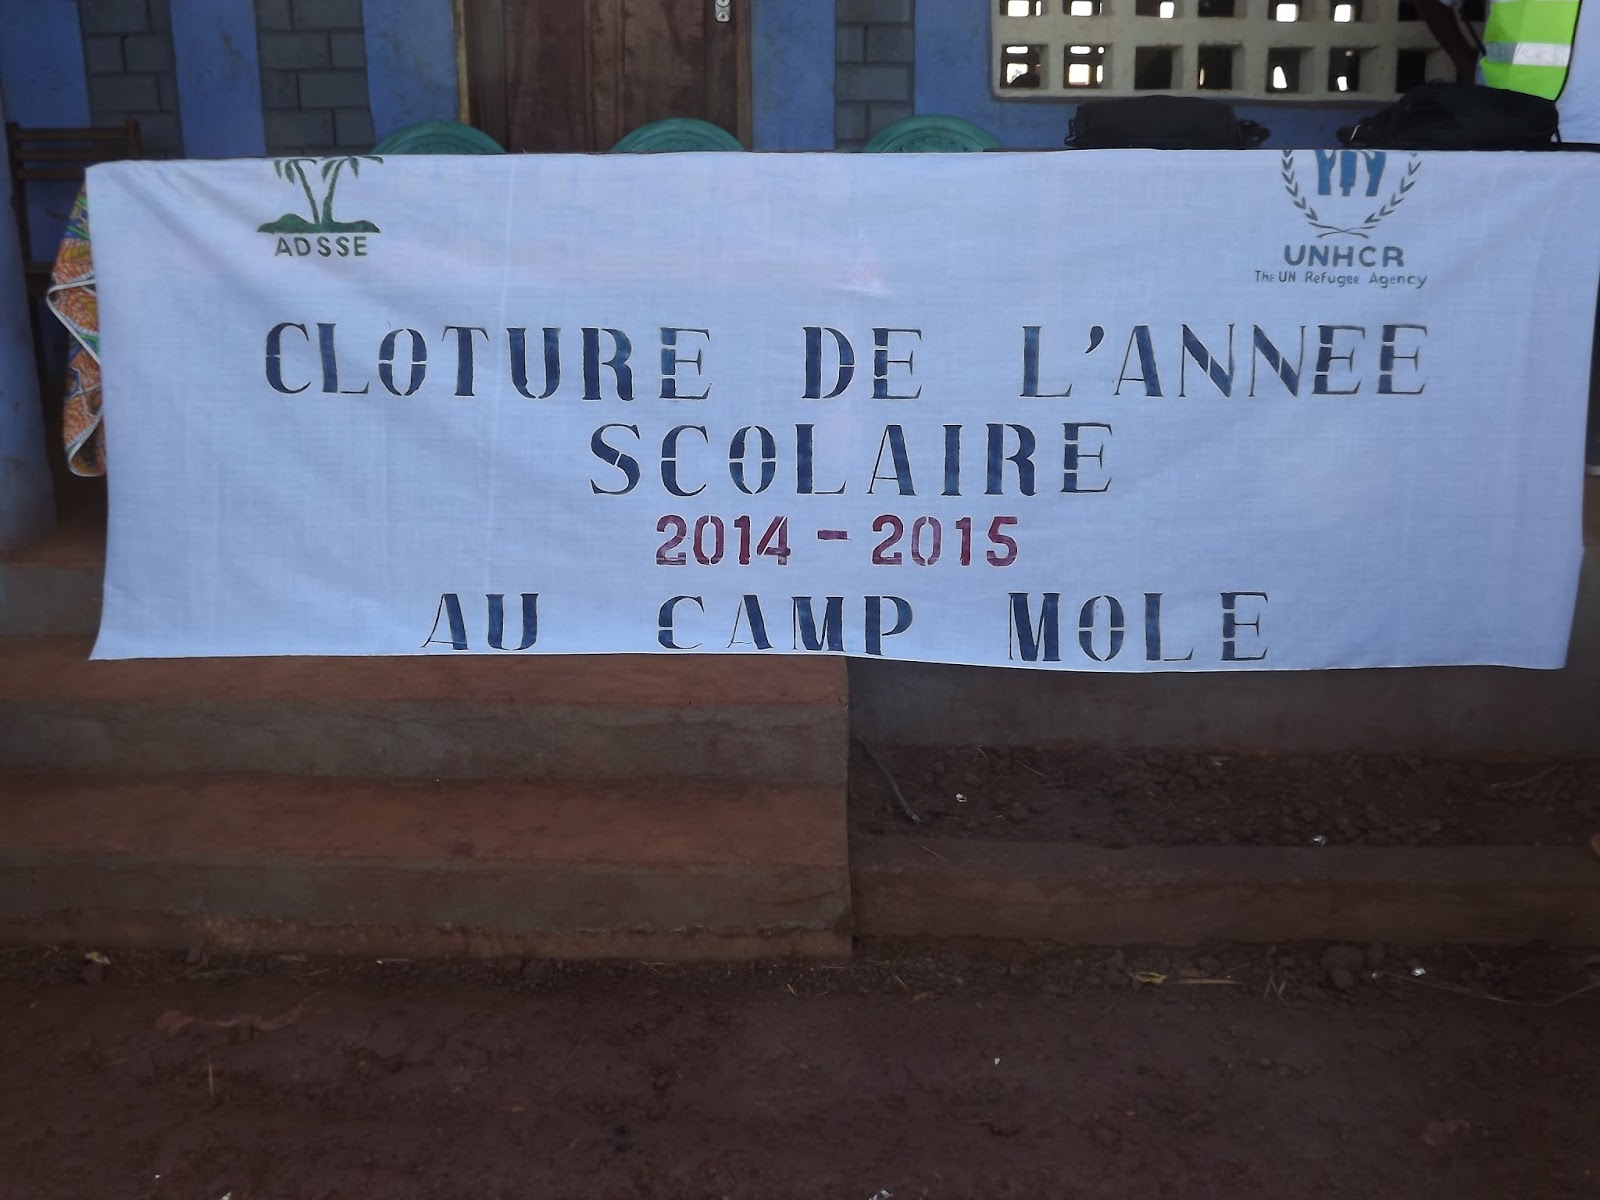 ADSSE
UNHCR
The UN Refugee Agency
CLOTURE DE L'ANNEE
SCOLAIRE
2014 - 2015
AU CAMP MOLE